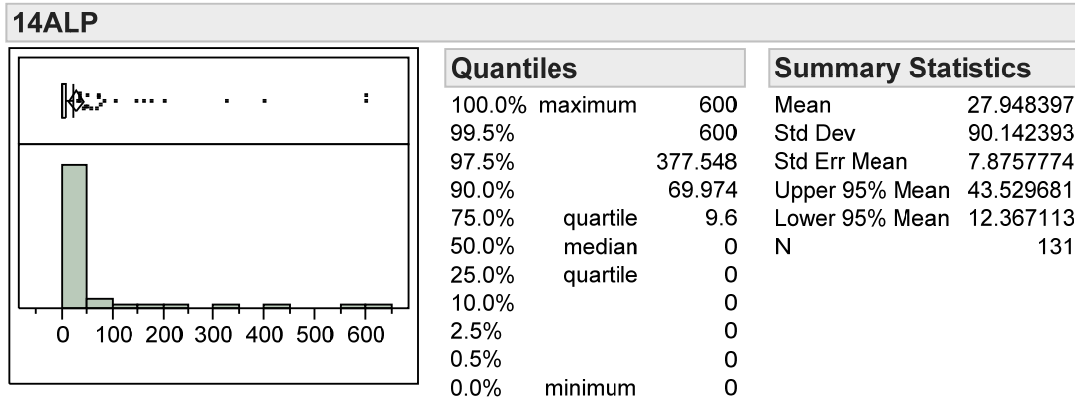 14ALP
0 100 200 300 400 500 600
Quantiles
100.0% maximum 600
99.5% 600
97.5% 377.548
90.0% 69.974
75.0% quartile 9.6
50.0% median 0
25.0% quartile 0
10.0% 0
2.5% 0
0.5% 0
0.0% minimum 0
Summary Statistics
Mean 27.948397
Std Dev 90.142393
Std Err Mean 7.8757774
Upper 95% Mean 43.529681
Lower 95% Mean 12.367113
N 131